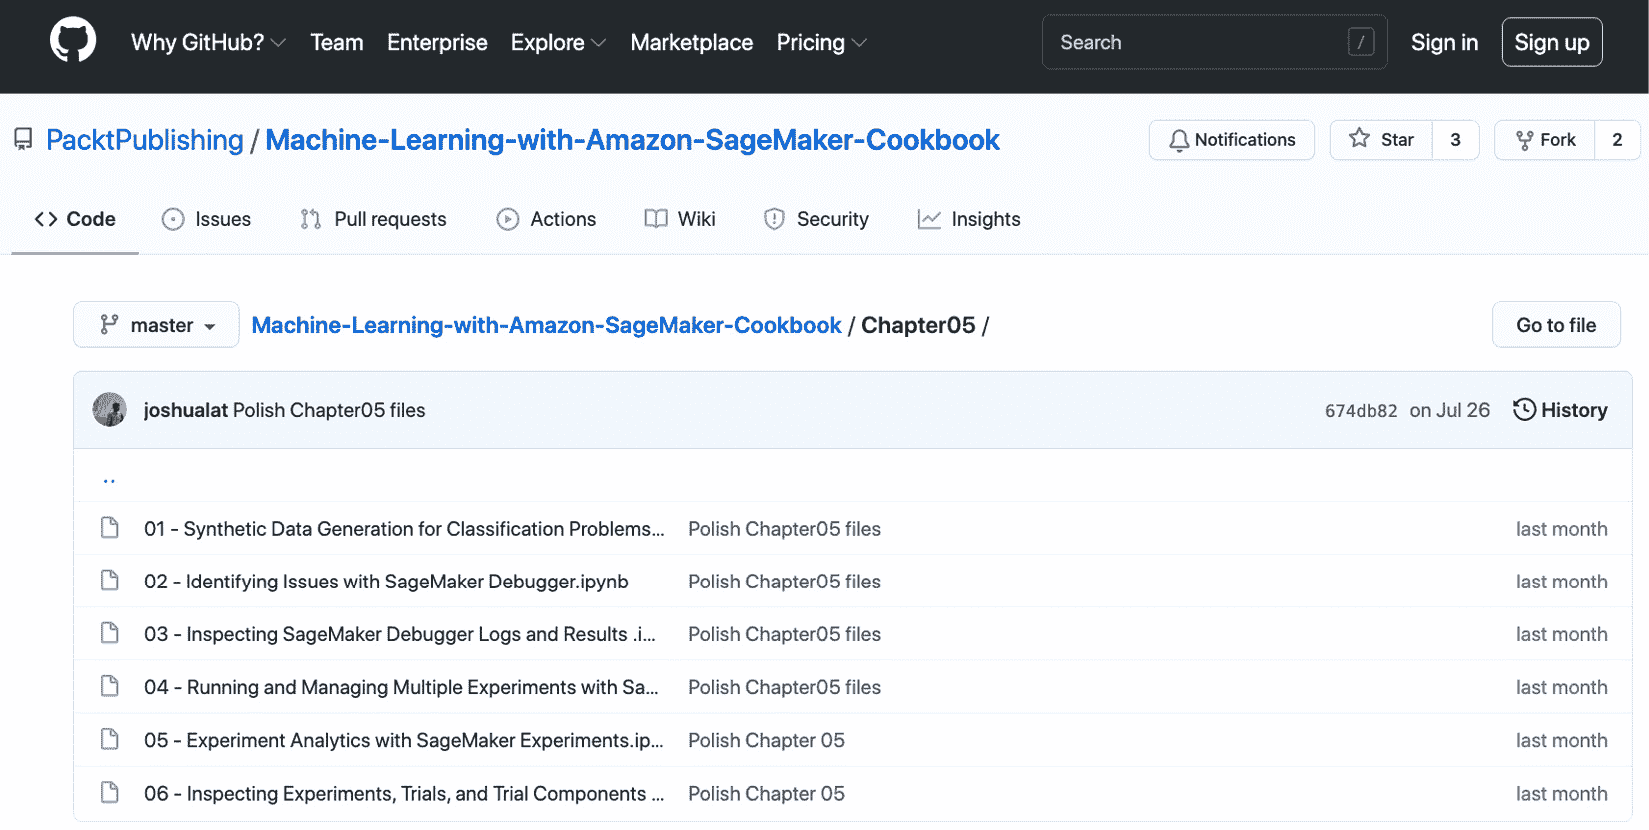 Why GitHub? Team Enterprise Explore Marketplace Pricing Search / Sign in Sign up
PacktPublishing / Machine-Learning-with-Amazon-SageMaker-Cookbook Notifications Star 3 Fork 2
Code Issues Pull requests Actions Wiki Security Insights
master Machine-Learning-with-Amazon-SageMaker-Cookbook / Chapter05 / Go to file
joshualat Polish Chapter05 files 674db82 on Jul 26 History
..
01 - Synthetic Data Generation for Classification Problems... Polish Chapter05 files last month
02 - Identifying Issues with SageMaker Debugger.ipynb Polish Chapter05 files last month
03 - Inspecting SageMaker Debugger Logs and Results .i... Polish Chapter05 files last month
04 - Running and Managing Multiple Experiments with Sa... Polish Chapter05 files last month
05 - Experiment Analytics with SageMaker Experiments.ip... Polish Chapter 05 last month
06 - Inspecting Experiments, Trials, and Trial Components ... Polish Chapter 05 last month